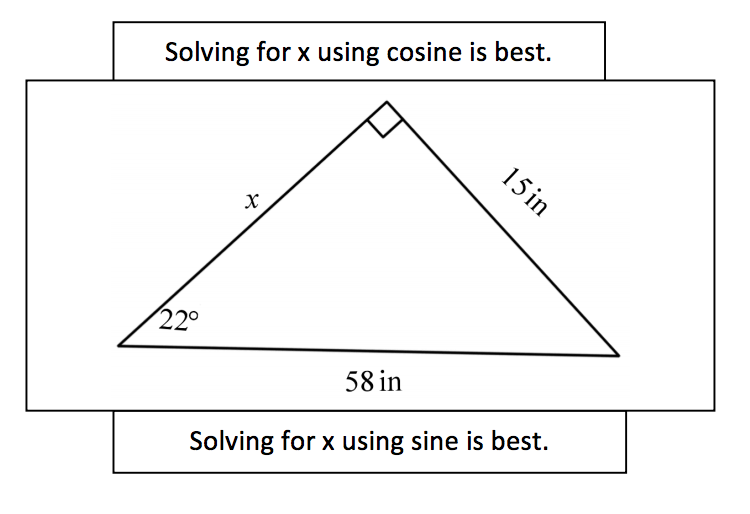 Solving for x using cosine is best.
x
15 in
22°
58 in
Solving for x using sine is best.